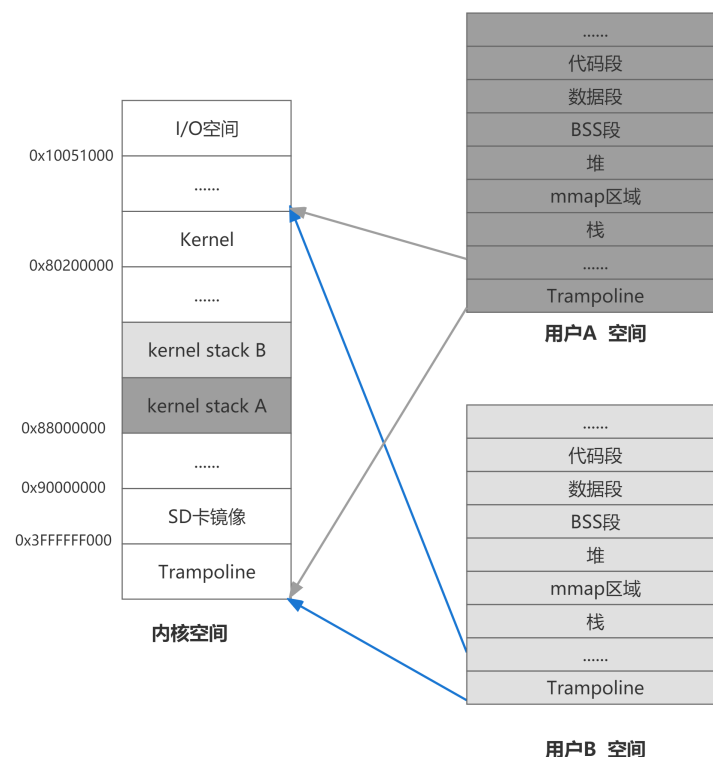 I/O空间
0x10051000
......
Kernel
0x80200000
......
kernel stack B
kernel stack A
0x88000000
......
0x90000000
SD卡镜像
0x3FFFFFF000
Trampoline
内核空间
......
代码段
数据段
BSS段
堆
mmap区域
栈
......
Trampoline
用户A 空间
......
代码段
数据段
BSS段
堆
mmap区域
栈
......
Trampoline
用户B 空间